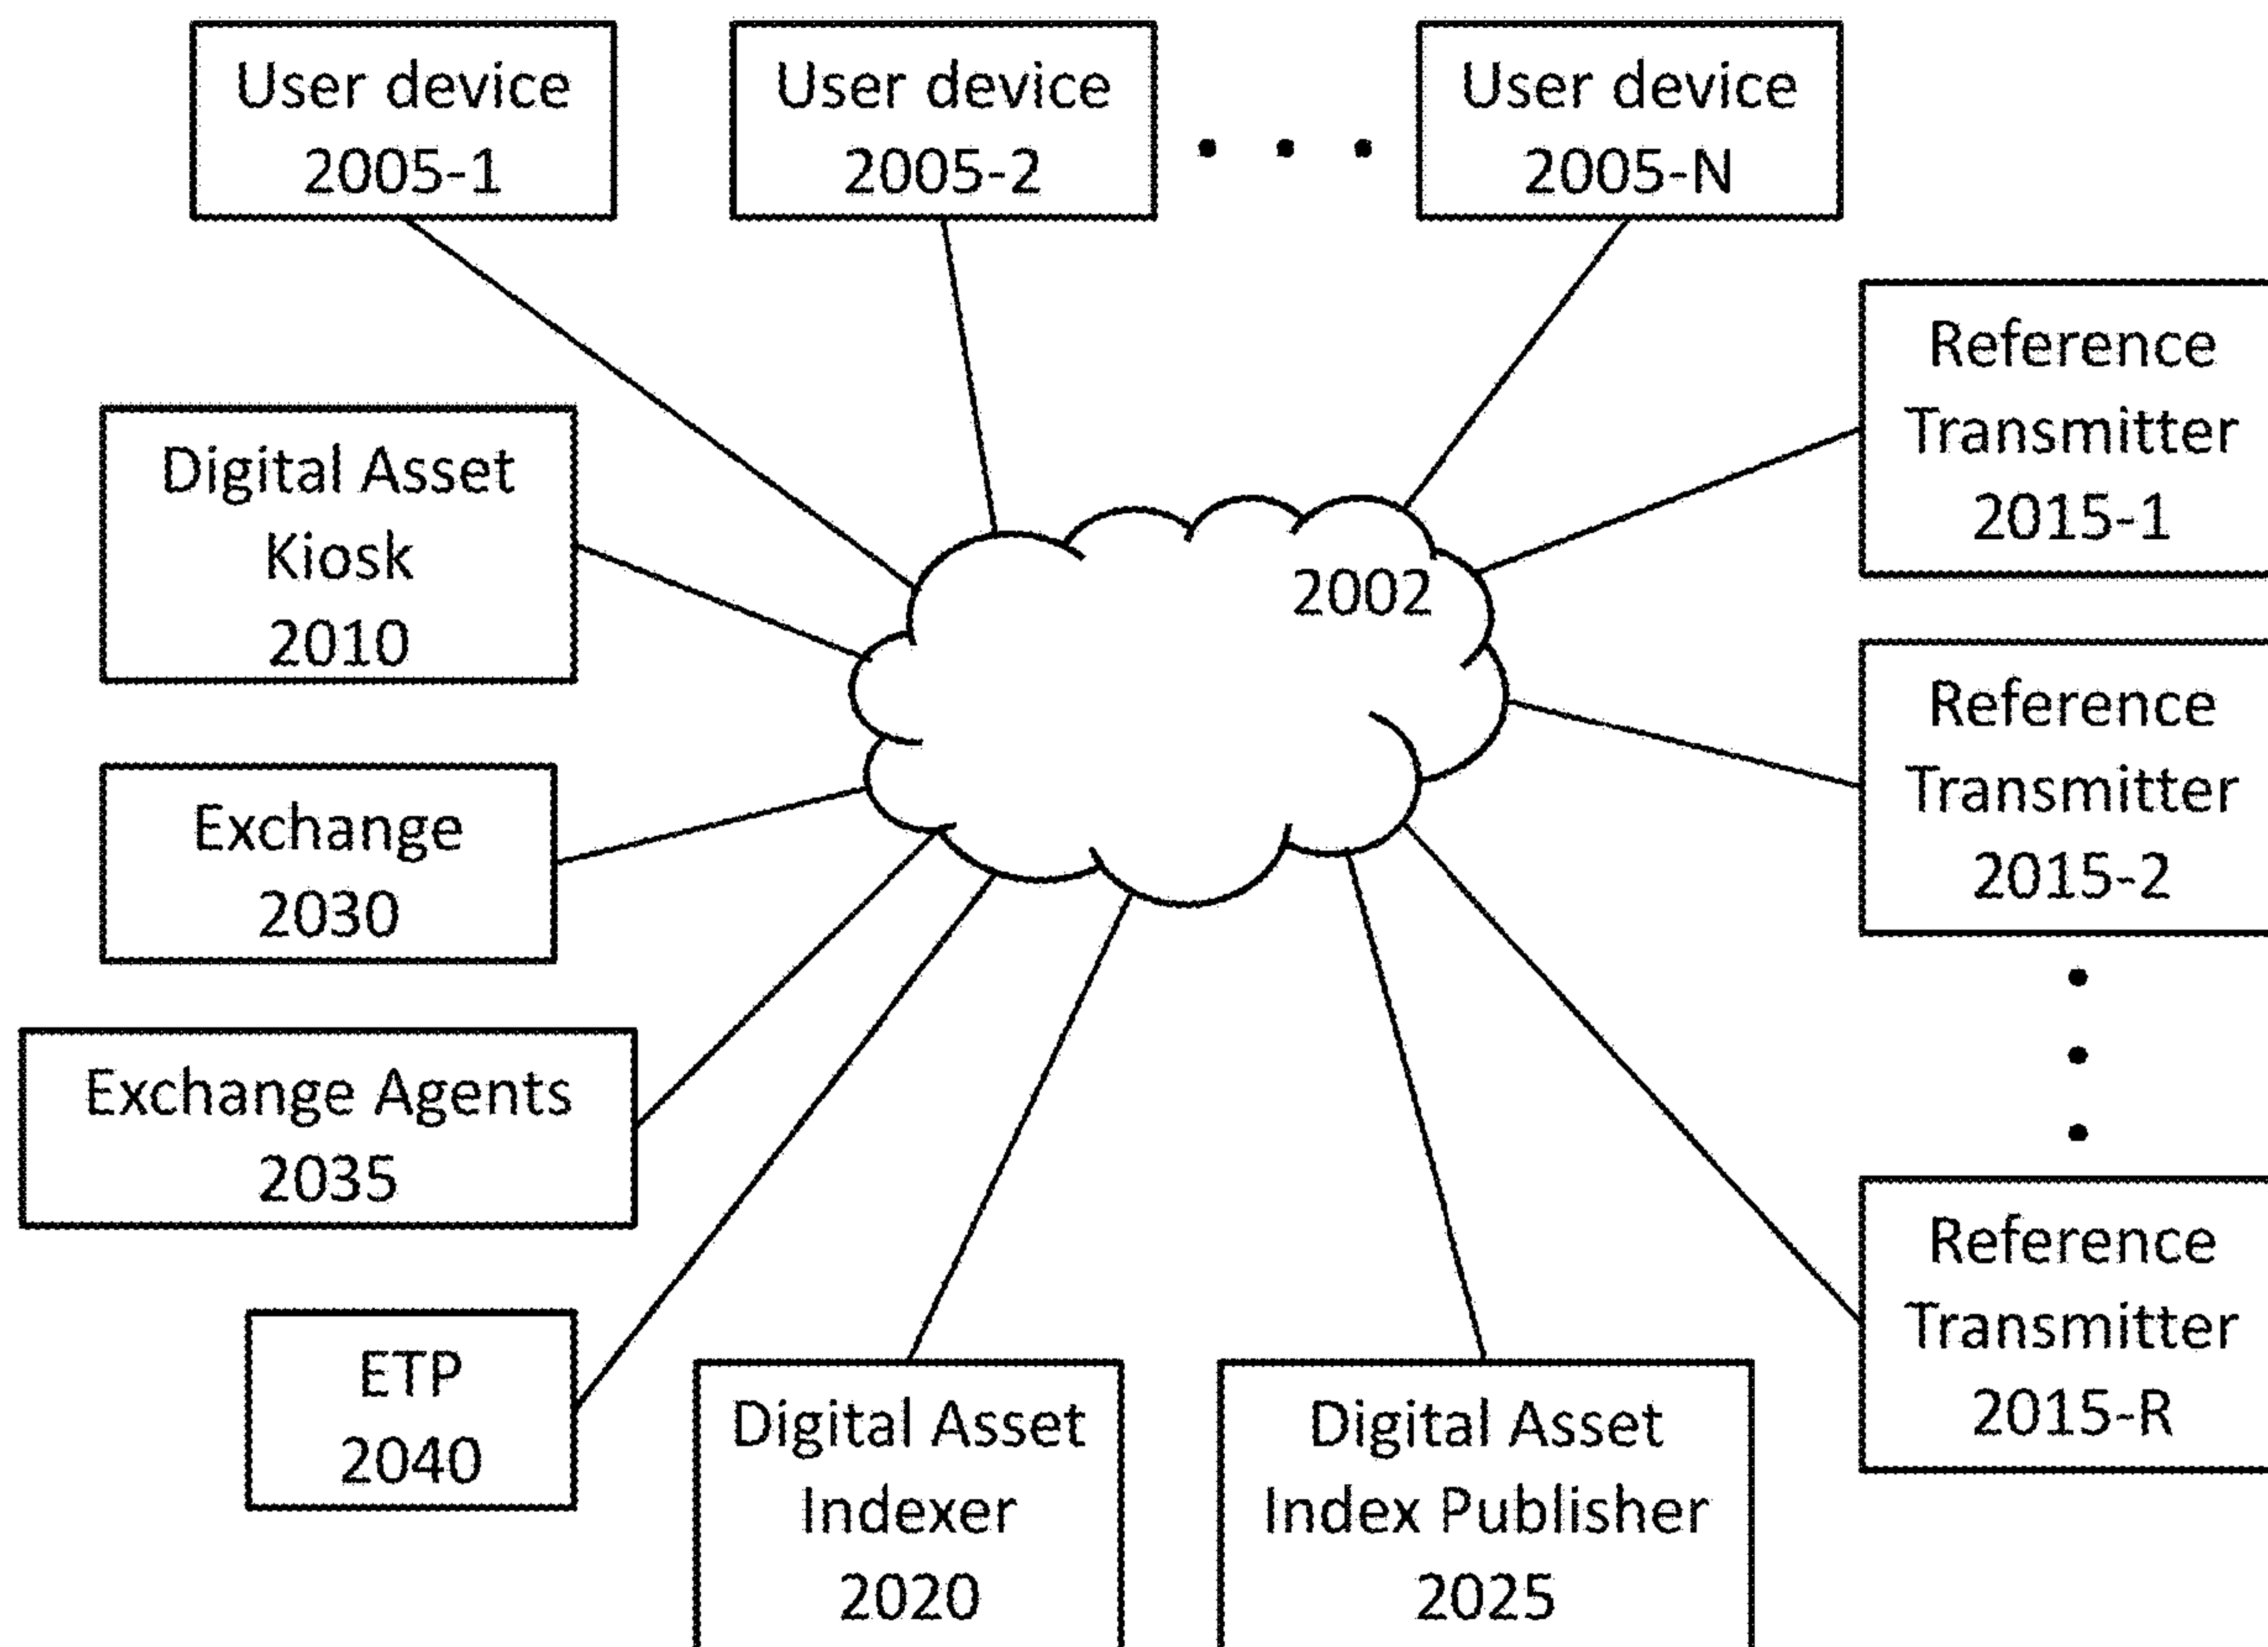 User device
2005-1
User device
2005-2
User device
2005-N
Reference
Transmitter
2015-1
Digital Asset
Kiosk
2010
2002
Reference
Transmitter
2015-2
Exchange
2030
Exchange Agents
2035
Reference
Transmitter
2015-R
ETP
2040
Digital Asset
Indexer
2020
Digital Asset
Index Publisher
2025